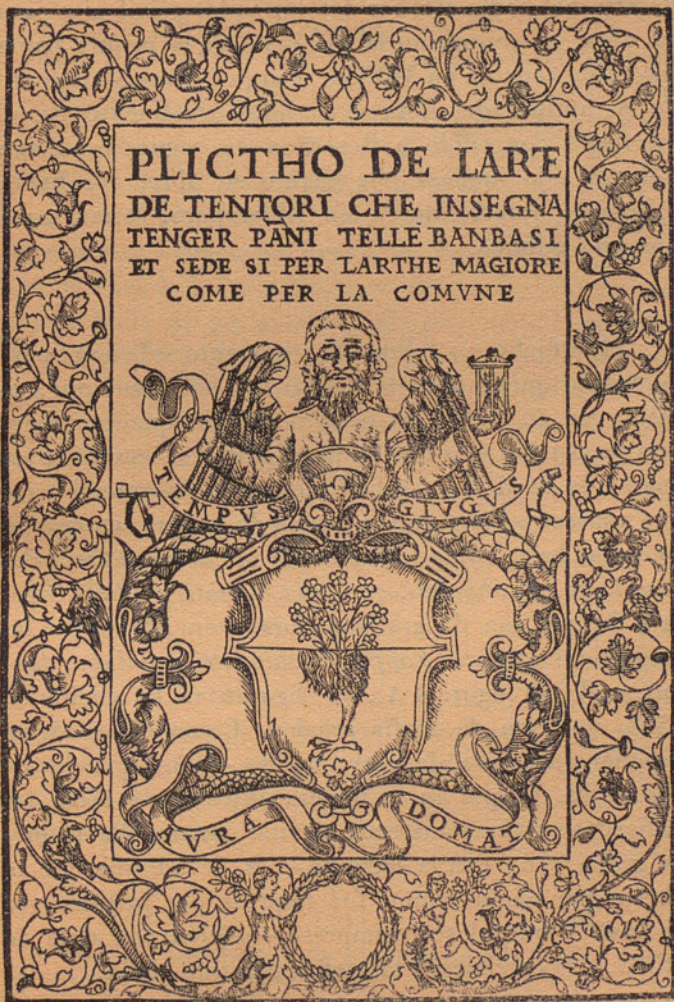 PLICTHO DE LARTE
DE TENTORI CHE INSEGNA
TENGER PĀNI TELLE BANBASI
ET SEDE SI PER LARTHE MAGIORE
COME PER LA COMVNE
TEMPVS GIVGVS
AVRA DOMAT